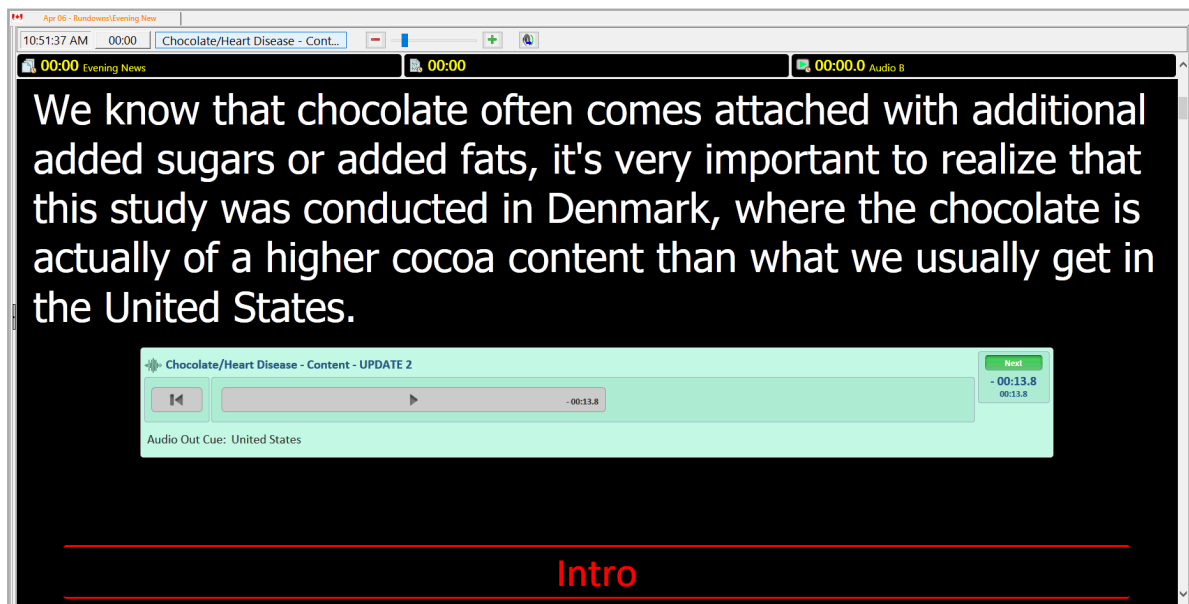 Apr 06 - Rundowns\Evening New
10:51:37 AM 00:00 Chocolate/Heart Disease - Cont...
00:00 Evening News 00:00 00:00.0 Audio B
We know that chocolate often comes attached with additional
added sugars or added fats, it's very important to realize that
this study was conducted in Denmark, where the chocolate is
actually of a higher cocoa content than what we usually get in
the United States.
Chocolate/Heart Disease - Content - UPDATE 2
Next
- 00:13.8
00:13.8
- 00:13.8
Audio Out Cue: United States
Intro